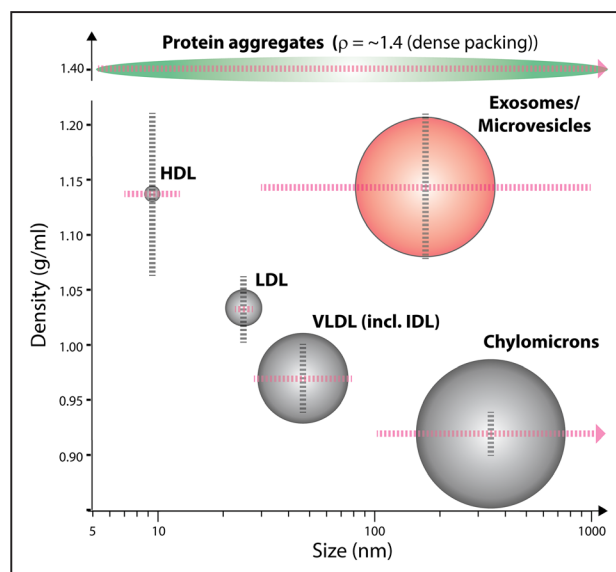 Protein aggregates (ρ = ~1.4 (dense packing))
1.40
Exosomes/
Microvesicles
1.20
HDL
1.15
1.10
LDL
1.05
VLDL (incl. IDL)
1.00
Chylomicrons
0.95
0.90
Density (g/ml)
5 10 100 1000
Size (nm)